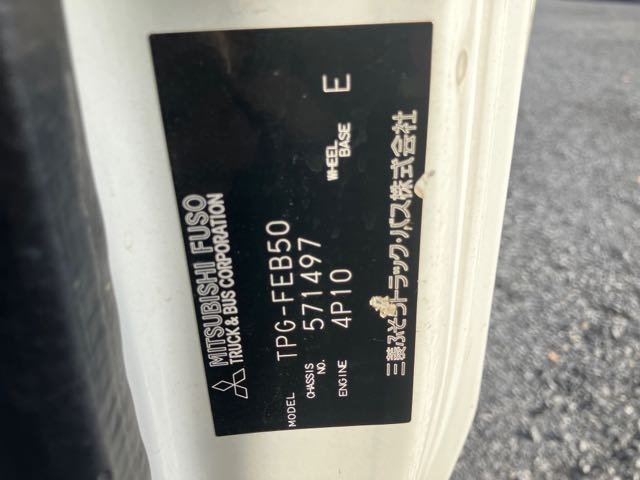 MITSUBISHI FUSO
TRUCK & BUS CORPORATION
MODEL TPG-FEB50
CHASSIS NO. 571497 WHEEL BASE E
ENGINE 4P10
三菱ふそうトラック・バス株式会社